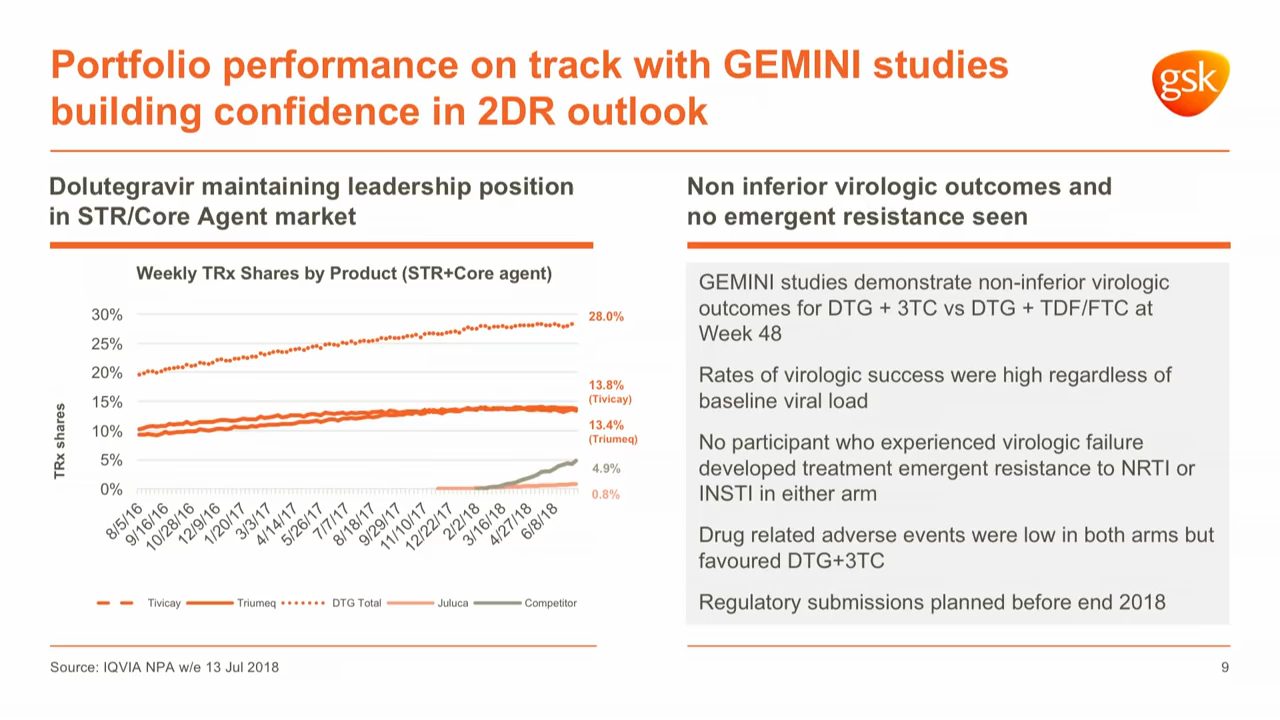 Portfolio performance on track with GEMINI studies
building confidence in 2DR outlook
gsk
Dolutegravir maintaining leadership position
in STR/Core Agent market
Weekly TRx Shares by Product (STR+Core agent)
TRx shares
30%
25%
20%
15%
10%
5%
0%
28.0%
13.8%
(Tivicay)
13.4%
(Triumeq)
4.9%
0.8%
8/5/16
9/16/16
10/28/16
12/9/16
1/20/17
3/3/17
4/14/17
5/26/17
7/7/17
8/18/17
9/29/17
11/10/17
12/22/17
2/2/18
3/16/18
4/27/18
6/8/18
Tivicay Triumeq DTG Total Juluca Competitor
Non inferior virologic outcomes and
no emergent resistance seen
GEMINI studies demonstrate non-inferior virologic
outcomes for DTG + 3TC vs DTG + TDF/FTC at
Week 48
Rates of virologic success were high regardless of
baseline viral load
No participant who experienced virologic failure
developed treatment emergent resistance to NRTI or
INSTI in either arm
Drug related adverse events were low in both arms but
favoured DTG+3TC
Regulatory submissions planned before end 2018
Source: IQVIA NPA w/e 13 Jul 2018
9